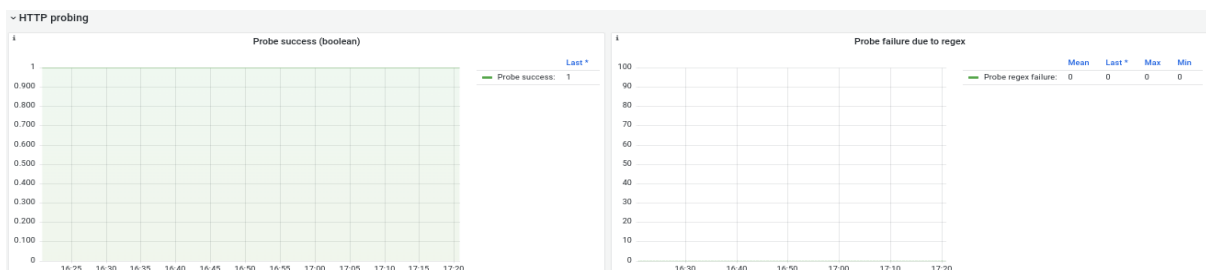 HTTP probing
i
Probe success (boolean)
Last *
Probe success: 1
1
0.900
0.800
0.700
0.600
0.500
0.400
0.300
0.200
0.100
0
16:25 16:30 16:35 16:40 16:45 16:50 16:55 17:00 17:05 17:10 17:15 17:20
i
Probe failure due to regex
Mean Last * Max Min
Probe regex failure: 0 0 0 0
100
90
80
70
60
50
40
30
20
10
0
16:30 16:40 16:50 17:00 17:10 17:20